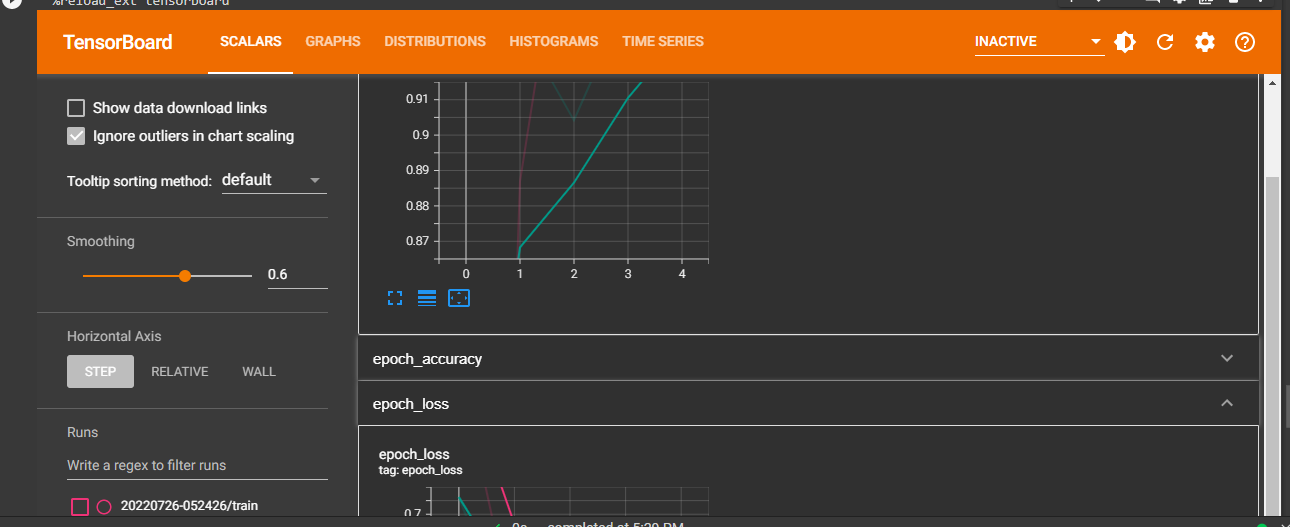 %reload_ext tensorboard
TensorBoard SCALARS GRAPHS DISTRIBUTIONS HISTOGRAMS TIME SERIES INACTIVE
Show data download links
Ignore outliers in chart scaling
Tooltip sorting method: default
Smoothing
0.6
Horizontal Axis
STEP RELATIVE WALL
Runs
Write a regex to filter runs
20220726-052426/train
0.91
0.9
0.89
0.88
0.87
0 1 2 3 4
epoch_accuracy
epoch_loss
epoch_loss
tag: epoch_loss
0.7
0s completed at 5:29 PM